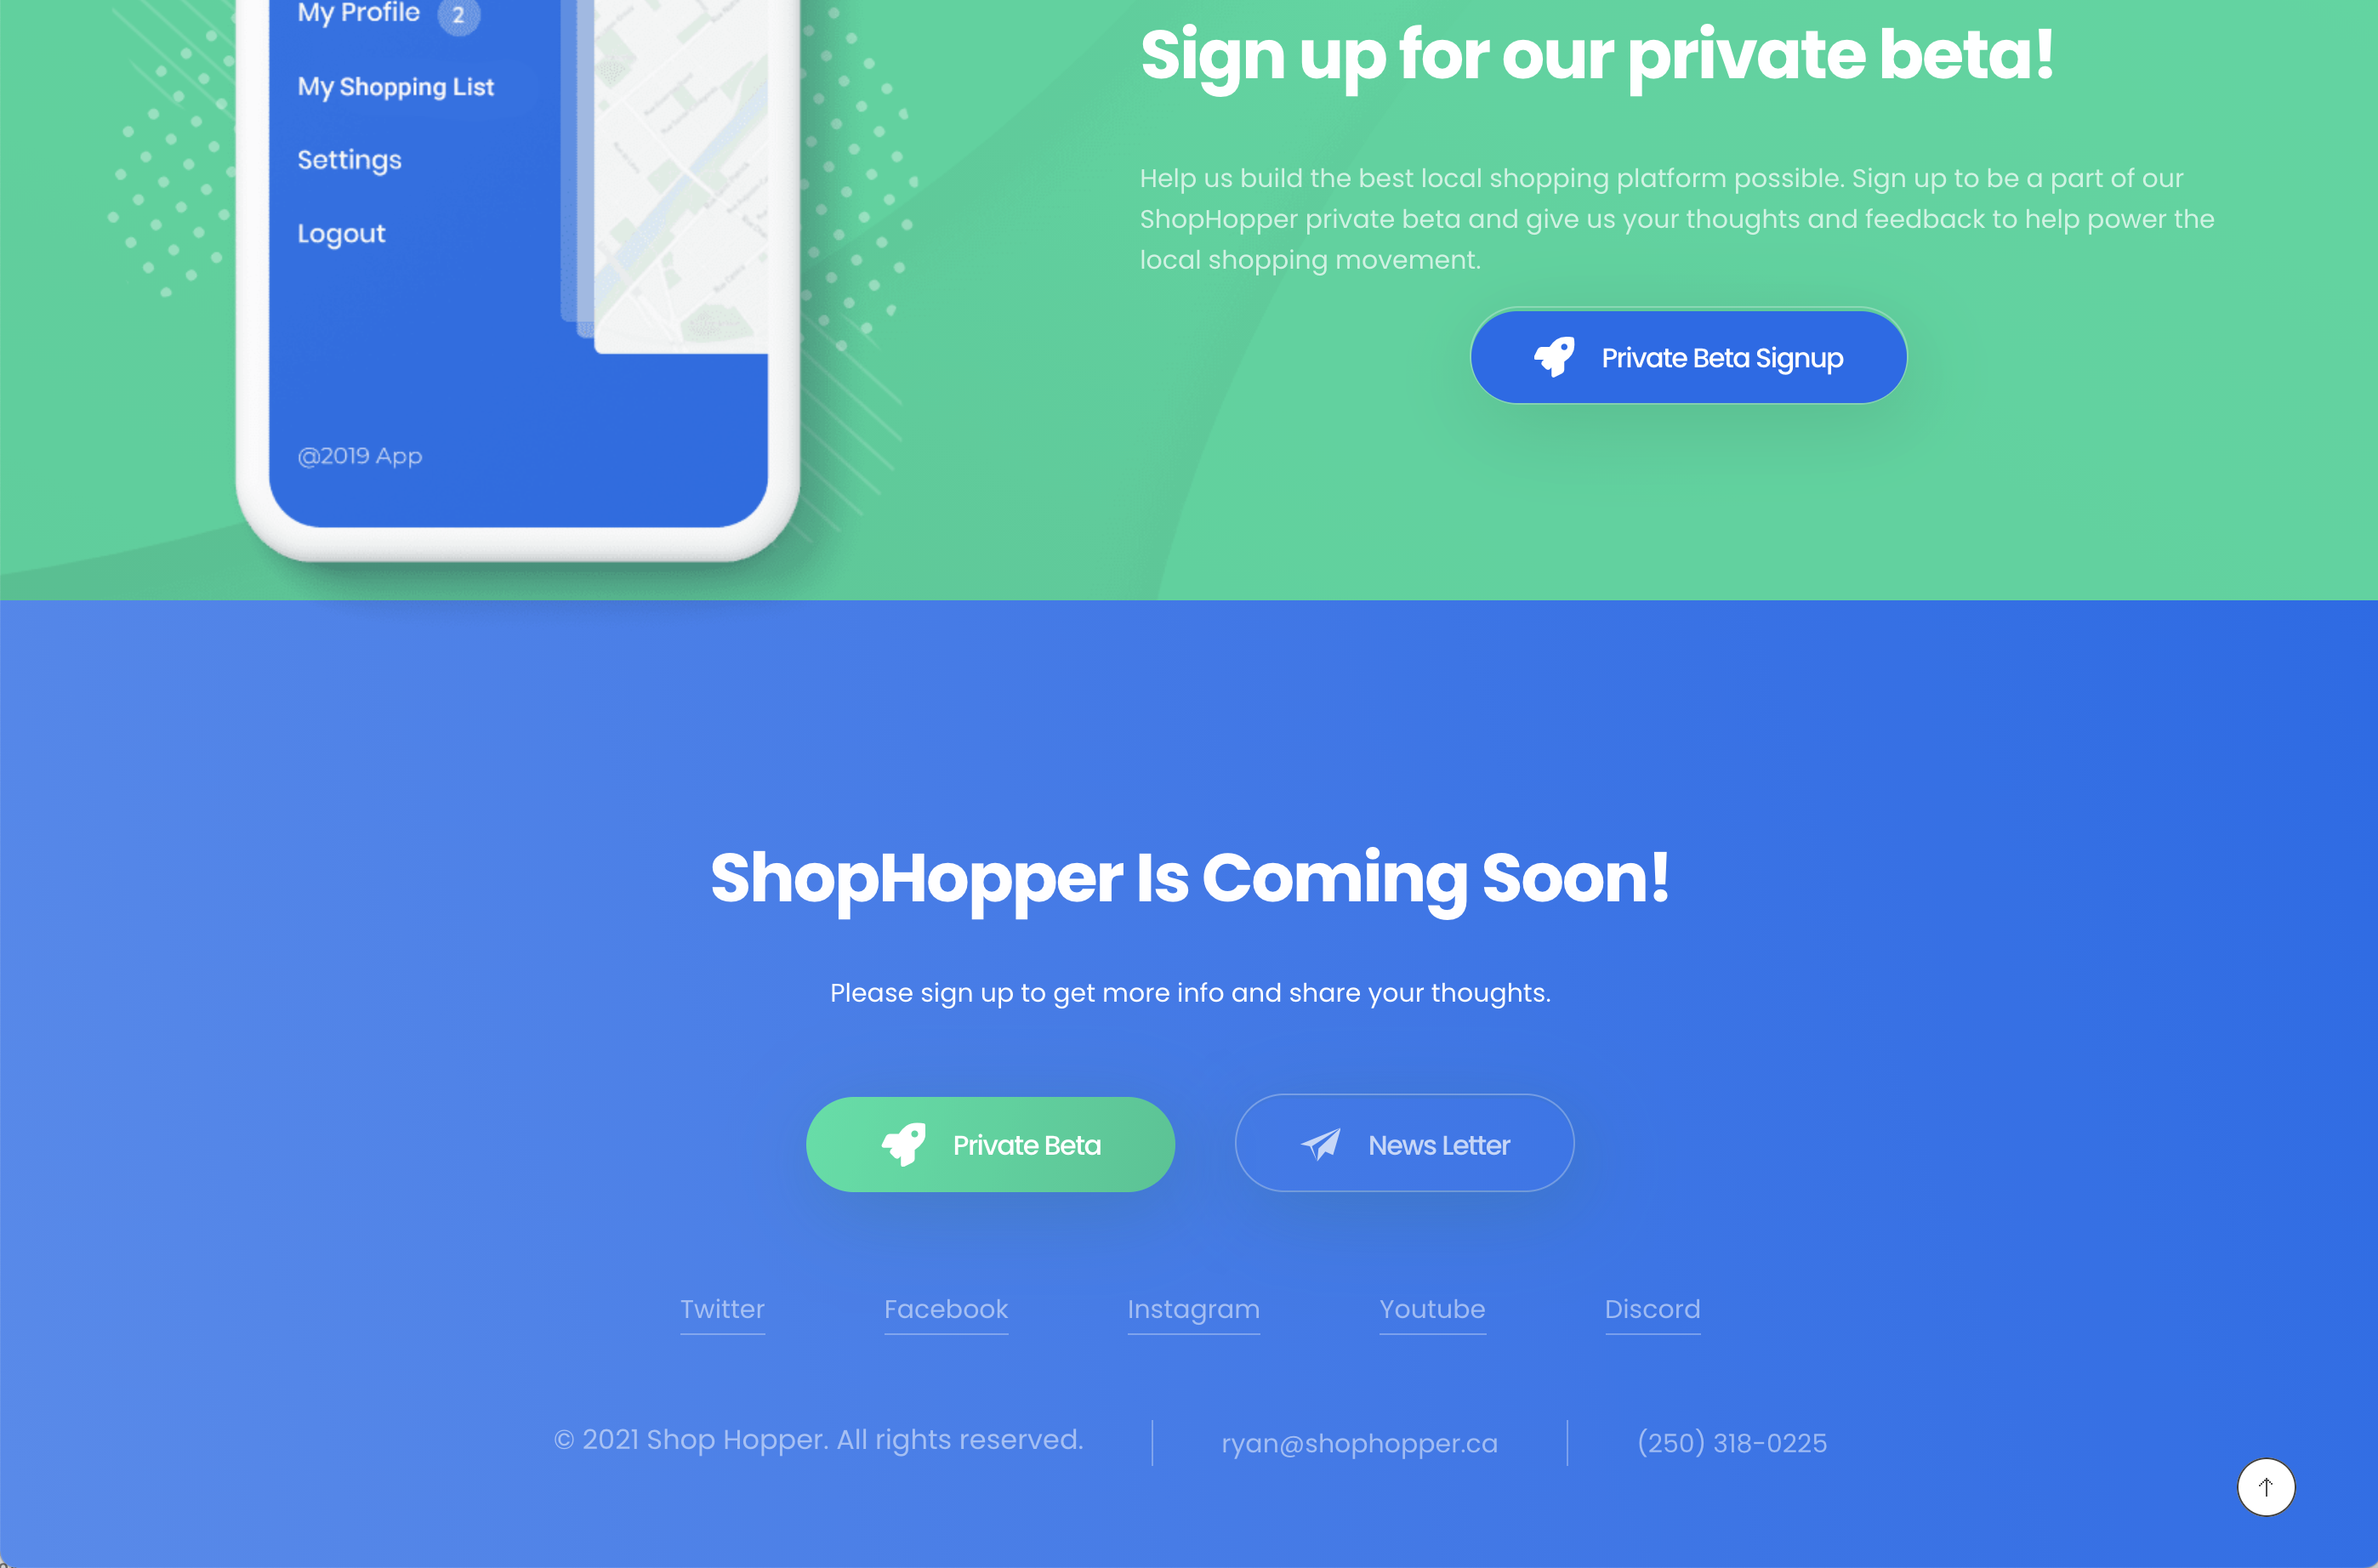 My Profile 2
My Shopping List
Settings
Logout
@2019 App
Sign up for our private beta!
Help us build the best local shopping platform possible. Sign up to be a part of our
ShopHopper private beta and give us your thoughts and feedback to help power the
local shopping movement.
Private Beta Signup
ShopHopper Is Coming Soon!
Please sign up to get more info and share your thoughts.
Private Beta
News Letter
Twitter
Facebook
Instagram
Youtube
Discord
© 2021 Shop Hopper. All rights reserved.
ryan@shophopper.ca
(250) 318-0225